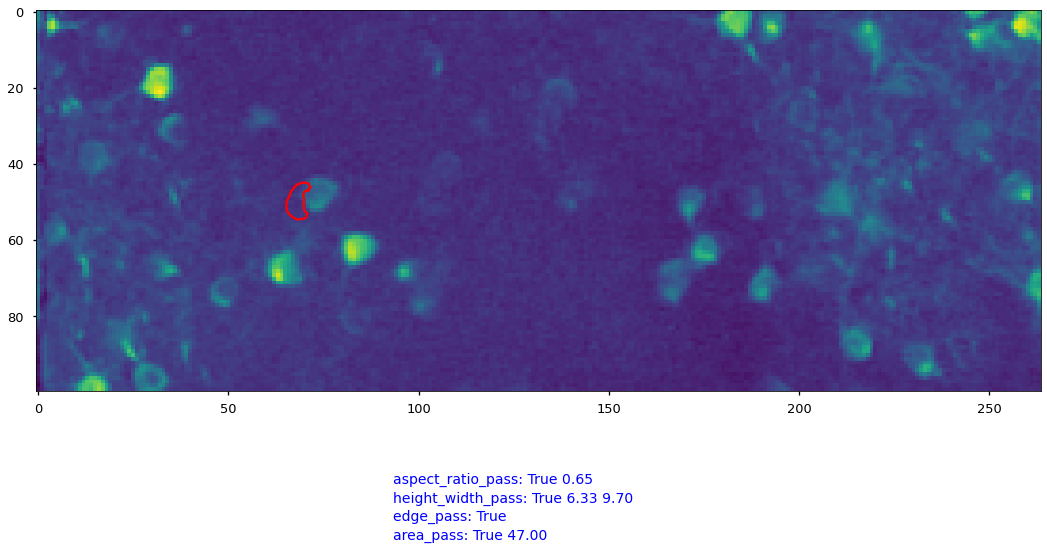 0
20
40
60
80
0 50 100 150 200 250
aspect_ratio_pass: True 0.65
height_width_pass: True 6.33 9.70
edge_pass: True
area_pass: True 47.00